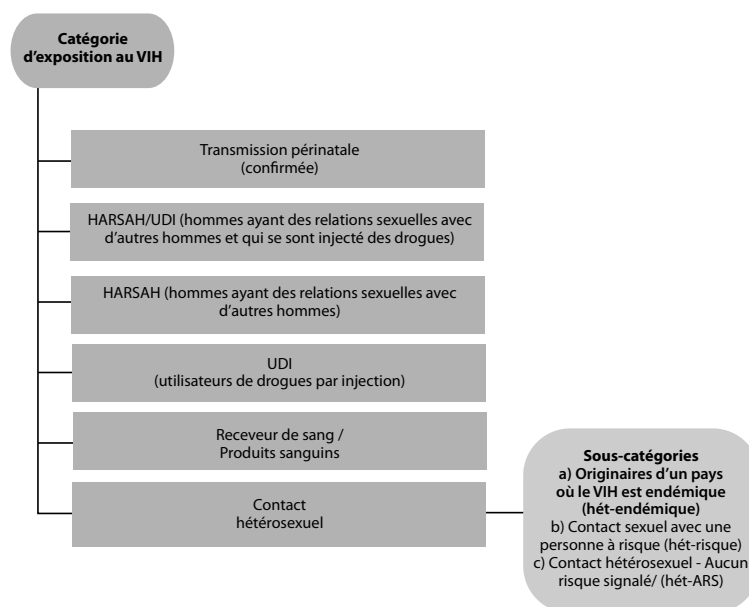 Catégorie
d'exposition au VIH
Transmission périnatale
(confirmée)
HARSAH/UDI (hommes ayant des relations sexuelles avec
d'autres hommes et qui se sont injecté des drogues)
HARSAH (hommes ayant des relations sexuelles avec
d'autres hommes)
UDI
(utilisateurs de drogues par injection)
Receveur de sang /
Produits sanguins
Contact
hétérosexuel
Sous-catégories
a) Originaires d'un pays
où le VIH est endémique
(hét-endémique)
b) Contact sexuel avec une
personne à risque (hét-risque)
c) Contact hétérosexuel - Aucun
risque signalé/ (hét-ARS)